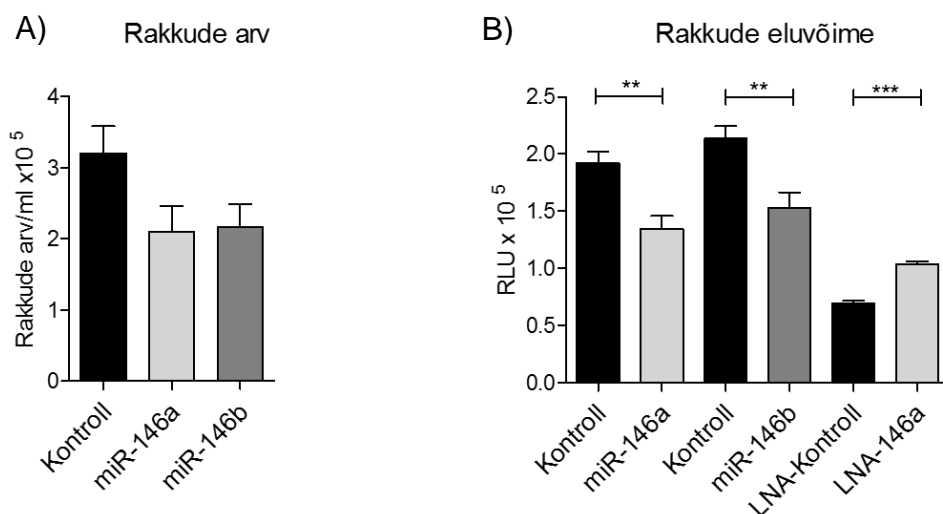 A)
Rakkude arv
Rakkude arv/ml x10 5
4
3
2
1
0
Kontroll
miR-146a
miR-146b
B)
Rakkude eluvõime
RLU x 10 5
2.5
2.0
1.5
1.0
0.5
0.0
**
**
***
Kontroll
miR-146a
Kontroll
miR-146b
LNA-Kontroll
LNA-146a